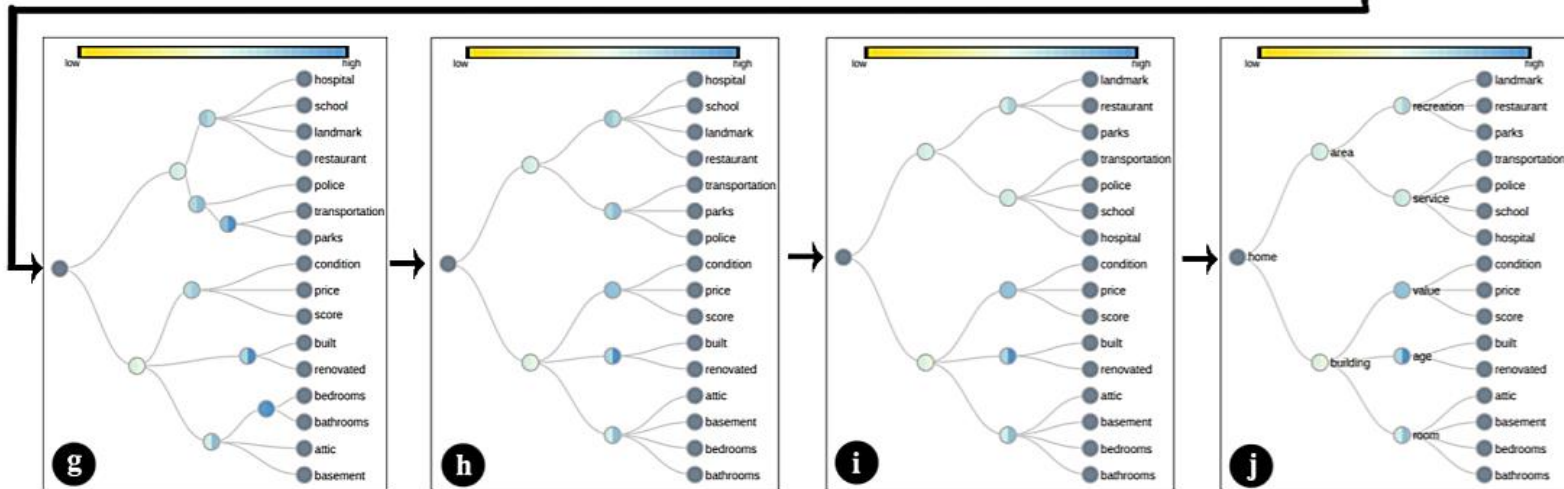 low high
hospital
school
landmark
restaurant
police
transportation
parks
condition
price
score
built
renovated
bedrooms
bathrooms
attic
basement
g
low high
hospital
school
landmark
restaurant
transportation
parks
police
condition
price
score
built
renovated
attic
basement
bedrooms
bathrooms
h
low high
landmark
restaurant
parks
transportation
police
school
hospital
condition
price
score
built
renovated
attic
basement
bedrooms
bathrooms
i
low high
landmark
recreation restaurant
parks
area
transportation
police
service
school
hospital
home
condition
value price
score
built
age
building
renovated
attic
basement
room
bedrooms
bathrooms
j